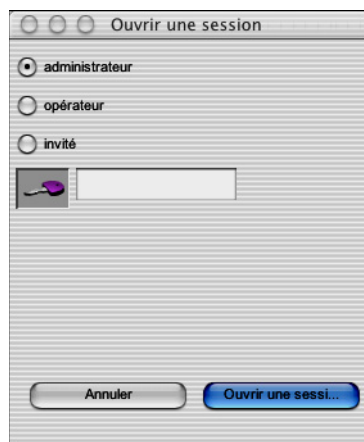 Ouvrir une session
administrateur
opérateur
invité
Annuler
Ouvrir une sessi...